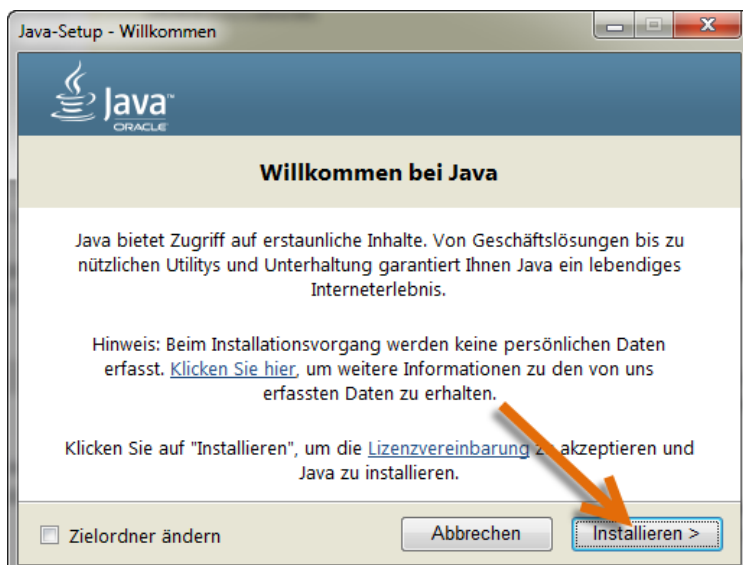 Java-Setup - Willkommen
Java™
ORACLE
Willkommen bei Java
Java bietet Zugriff auf erstaunliche Inhalte. Von Geschäftslösungen bis zu
nützlichen Utilitys und Unterhaltung garantiert Ihnen Java ein lebendiges
Interneterlebnis.
Hinweis: Beim Installationsvorgang werden keine persönlichen Daten
erfasst. Klicken Sie hier, um weitere Informationen zu den von uns
erfassten Daten zu erhalten.
Klicken Sie auf "Installieren", um die Lizenzvereinbarung zu akzeptieren und
Java zu installieren.
Zielordner ändern
Abbrechen
Installieren >